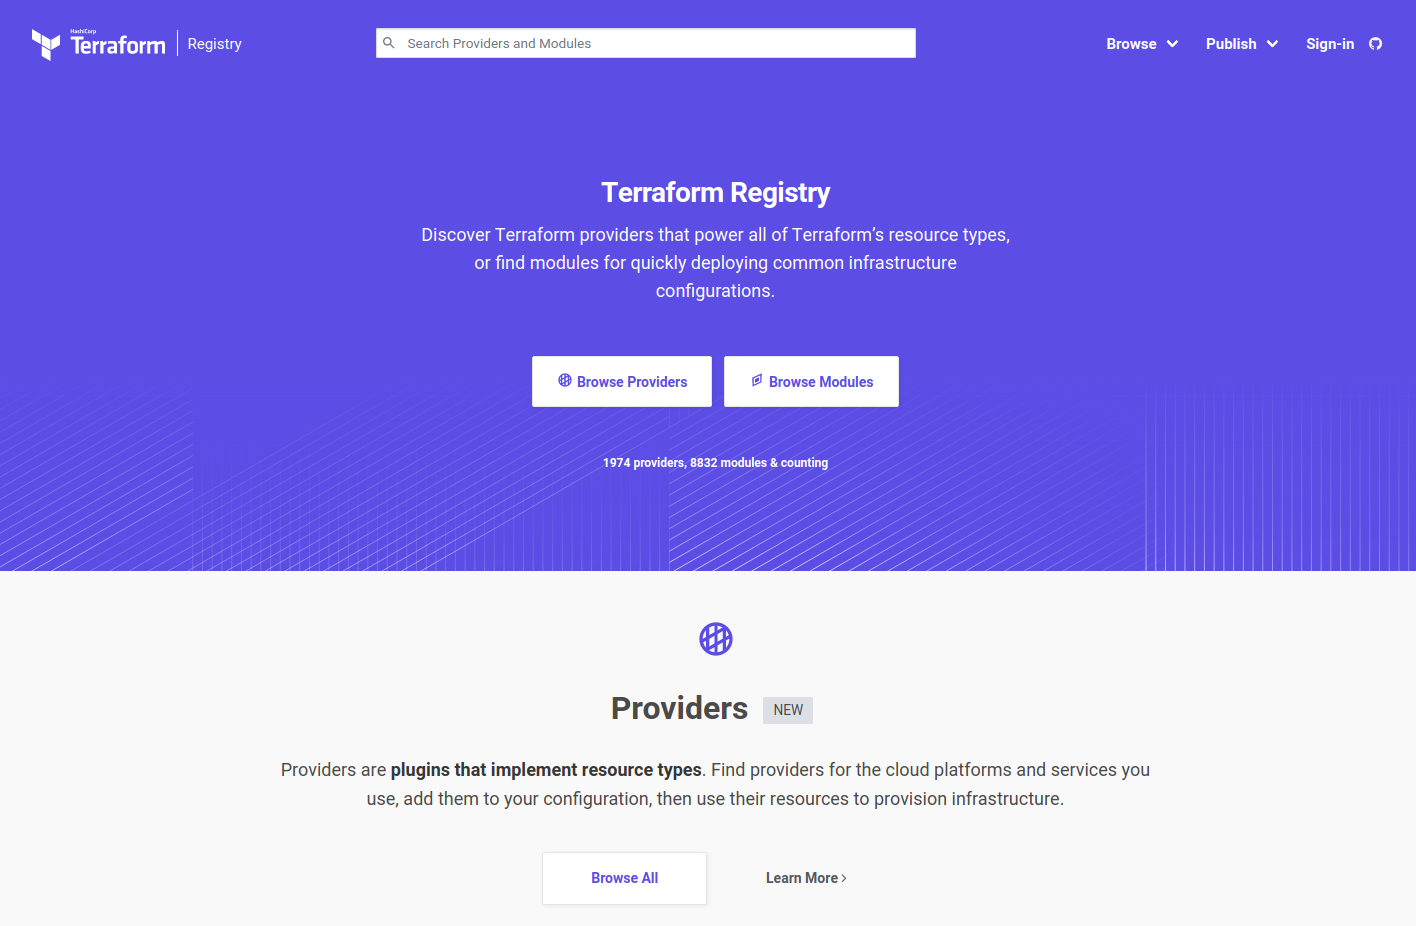 HashiCorp
Terraform
Registry
Search Providers and Modules
Browse
Publish
Sign-in
Terraform Registry
Discover Terraform providers that power all of Terraform’s resource types,
or find modules for quickly deploying common infrastructure
configurations.
Browse Providers
Browse Modules
1974 providers, 8832 modules & counting
Providers NEW
Providers are plugins that implement resource types. Find providers for the cloud platforms and services you
use, add them to your configuration, then use their resources to provision infrastructure.
Browse All
Learn More